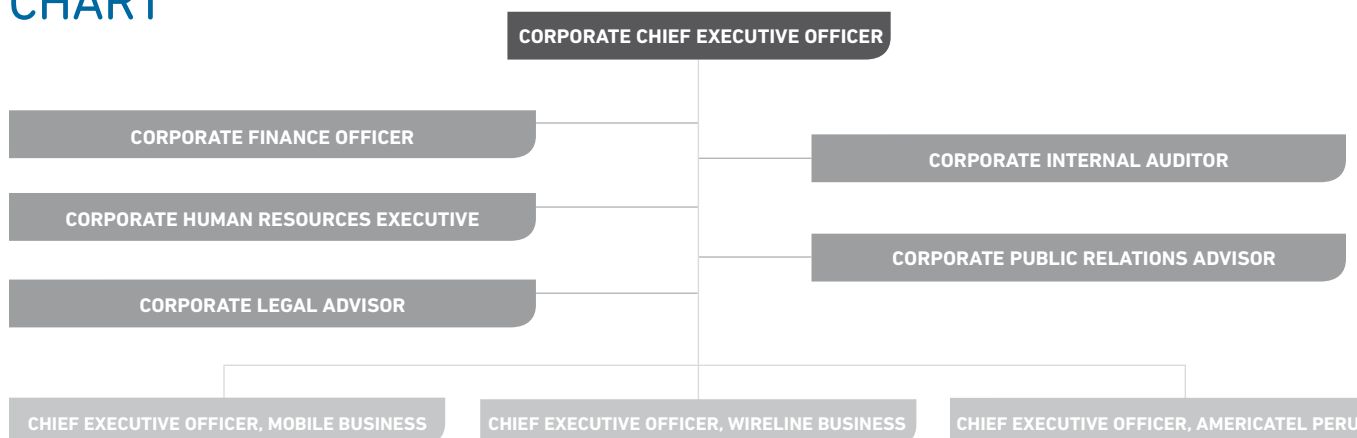 CHART
CORPORATE CHIEF EXECUTIVE OFFICER
CORPORATE FINANCE OFFICER
CORPORATE INTERNAL AUDITOR
CORPORATE HUMAN RESOURCES EXECUTIVE
CORPORATE PUBLIC RELATIONS ADVISOR
CORPORATE LEGAL ADVISOR
CHIEF EXECUTIVE OFFICER, MOBILE BUSINESS
CHIEF EXECUTIVE OFFICER, WIRELINE BUSINESS
CHIEF EXECUTIVE OFFICER, AMERICATEL PERU